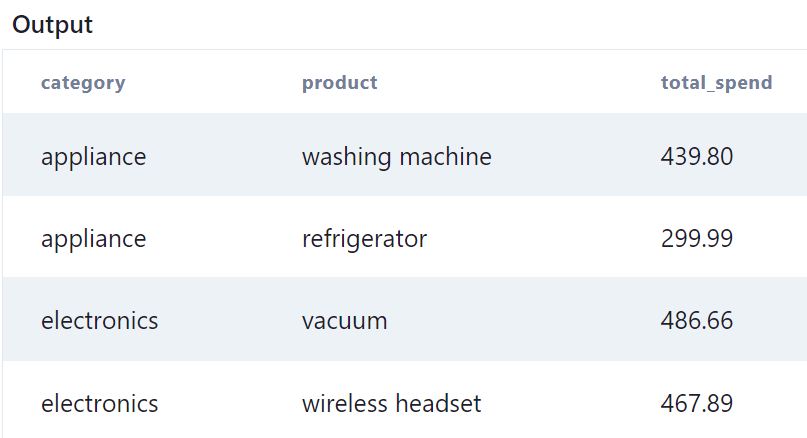 Output
category product total_spend
appliance washing machine 439.80
appliance refrigerator 299.99
electronics vacuum 486.66
electronics wireless headset 467.89